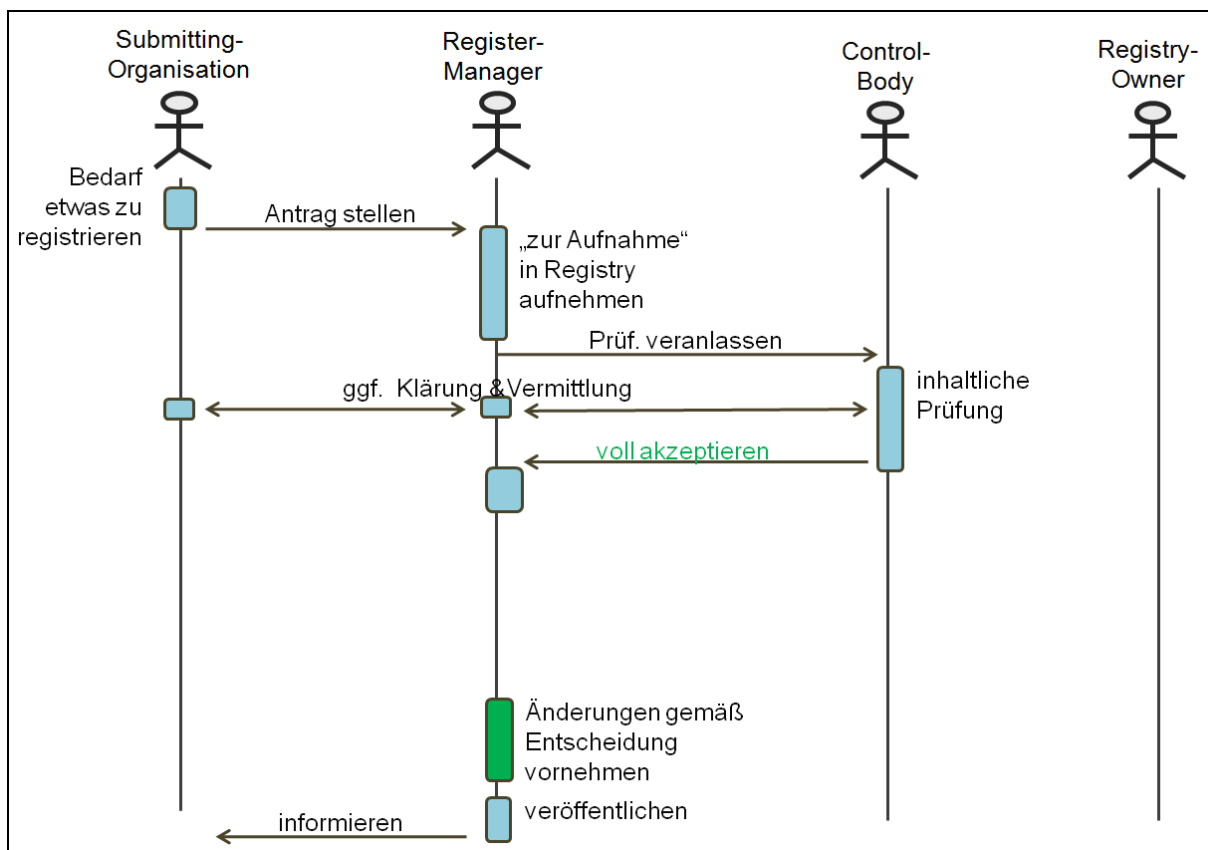 Submitting-
Organisation
Register-
Manager
Control-
Body
Registry-
Owner
Bedarf
etwas zu
registrieren
Antrag stellen
„zur Aufnahme“
in Registry
aufnehmen
Prüf. veranlassen
ggf. Klärung &Vermittlung
inhaltliche
Prüfung
voll akzeptieren
Änderungen gemäß
Entscheidung
vornehmen
veröffentlichen
informieren